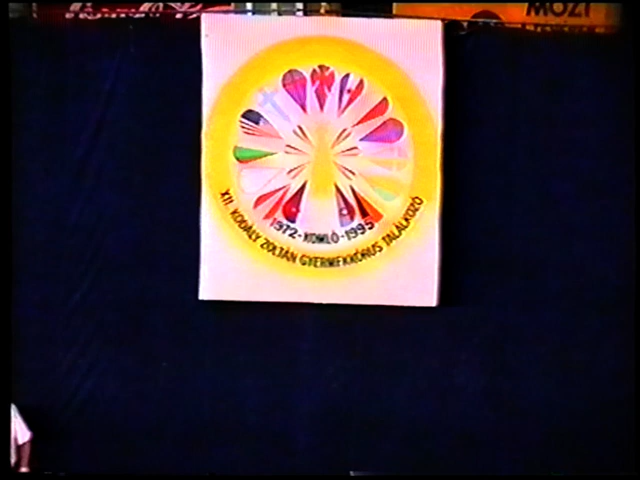 MOZI
1972 - KOMLÓ - 1995
XII. KODÁLY ZOLTÁN GYERMEKKÓRUS TALÁLKOZÓ